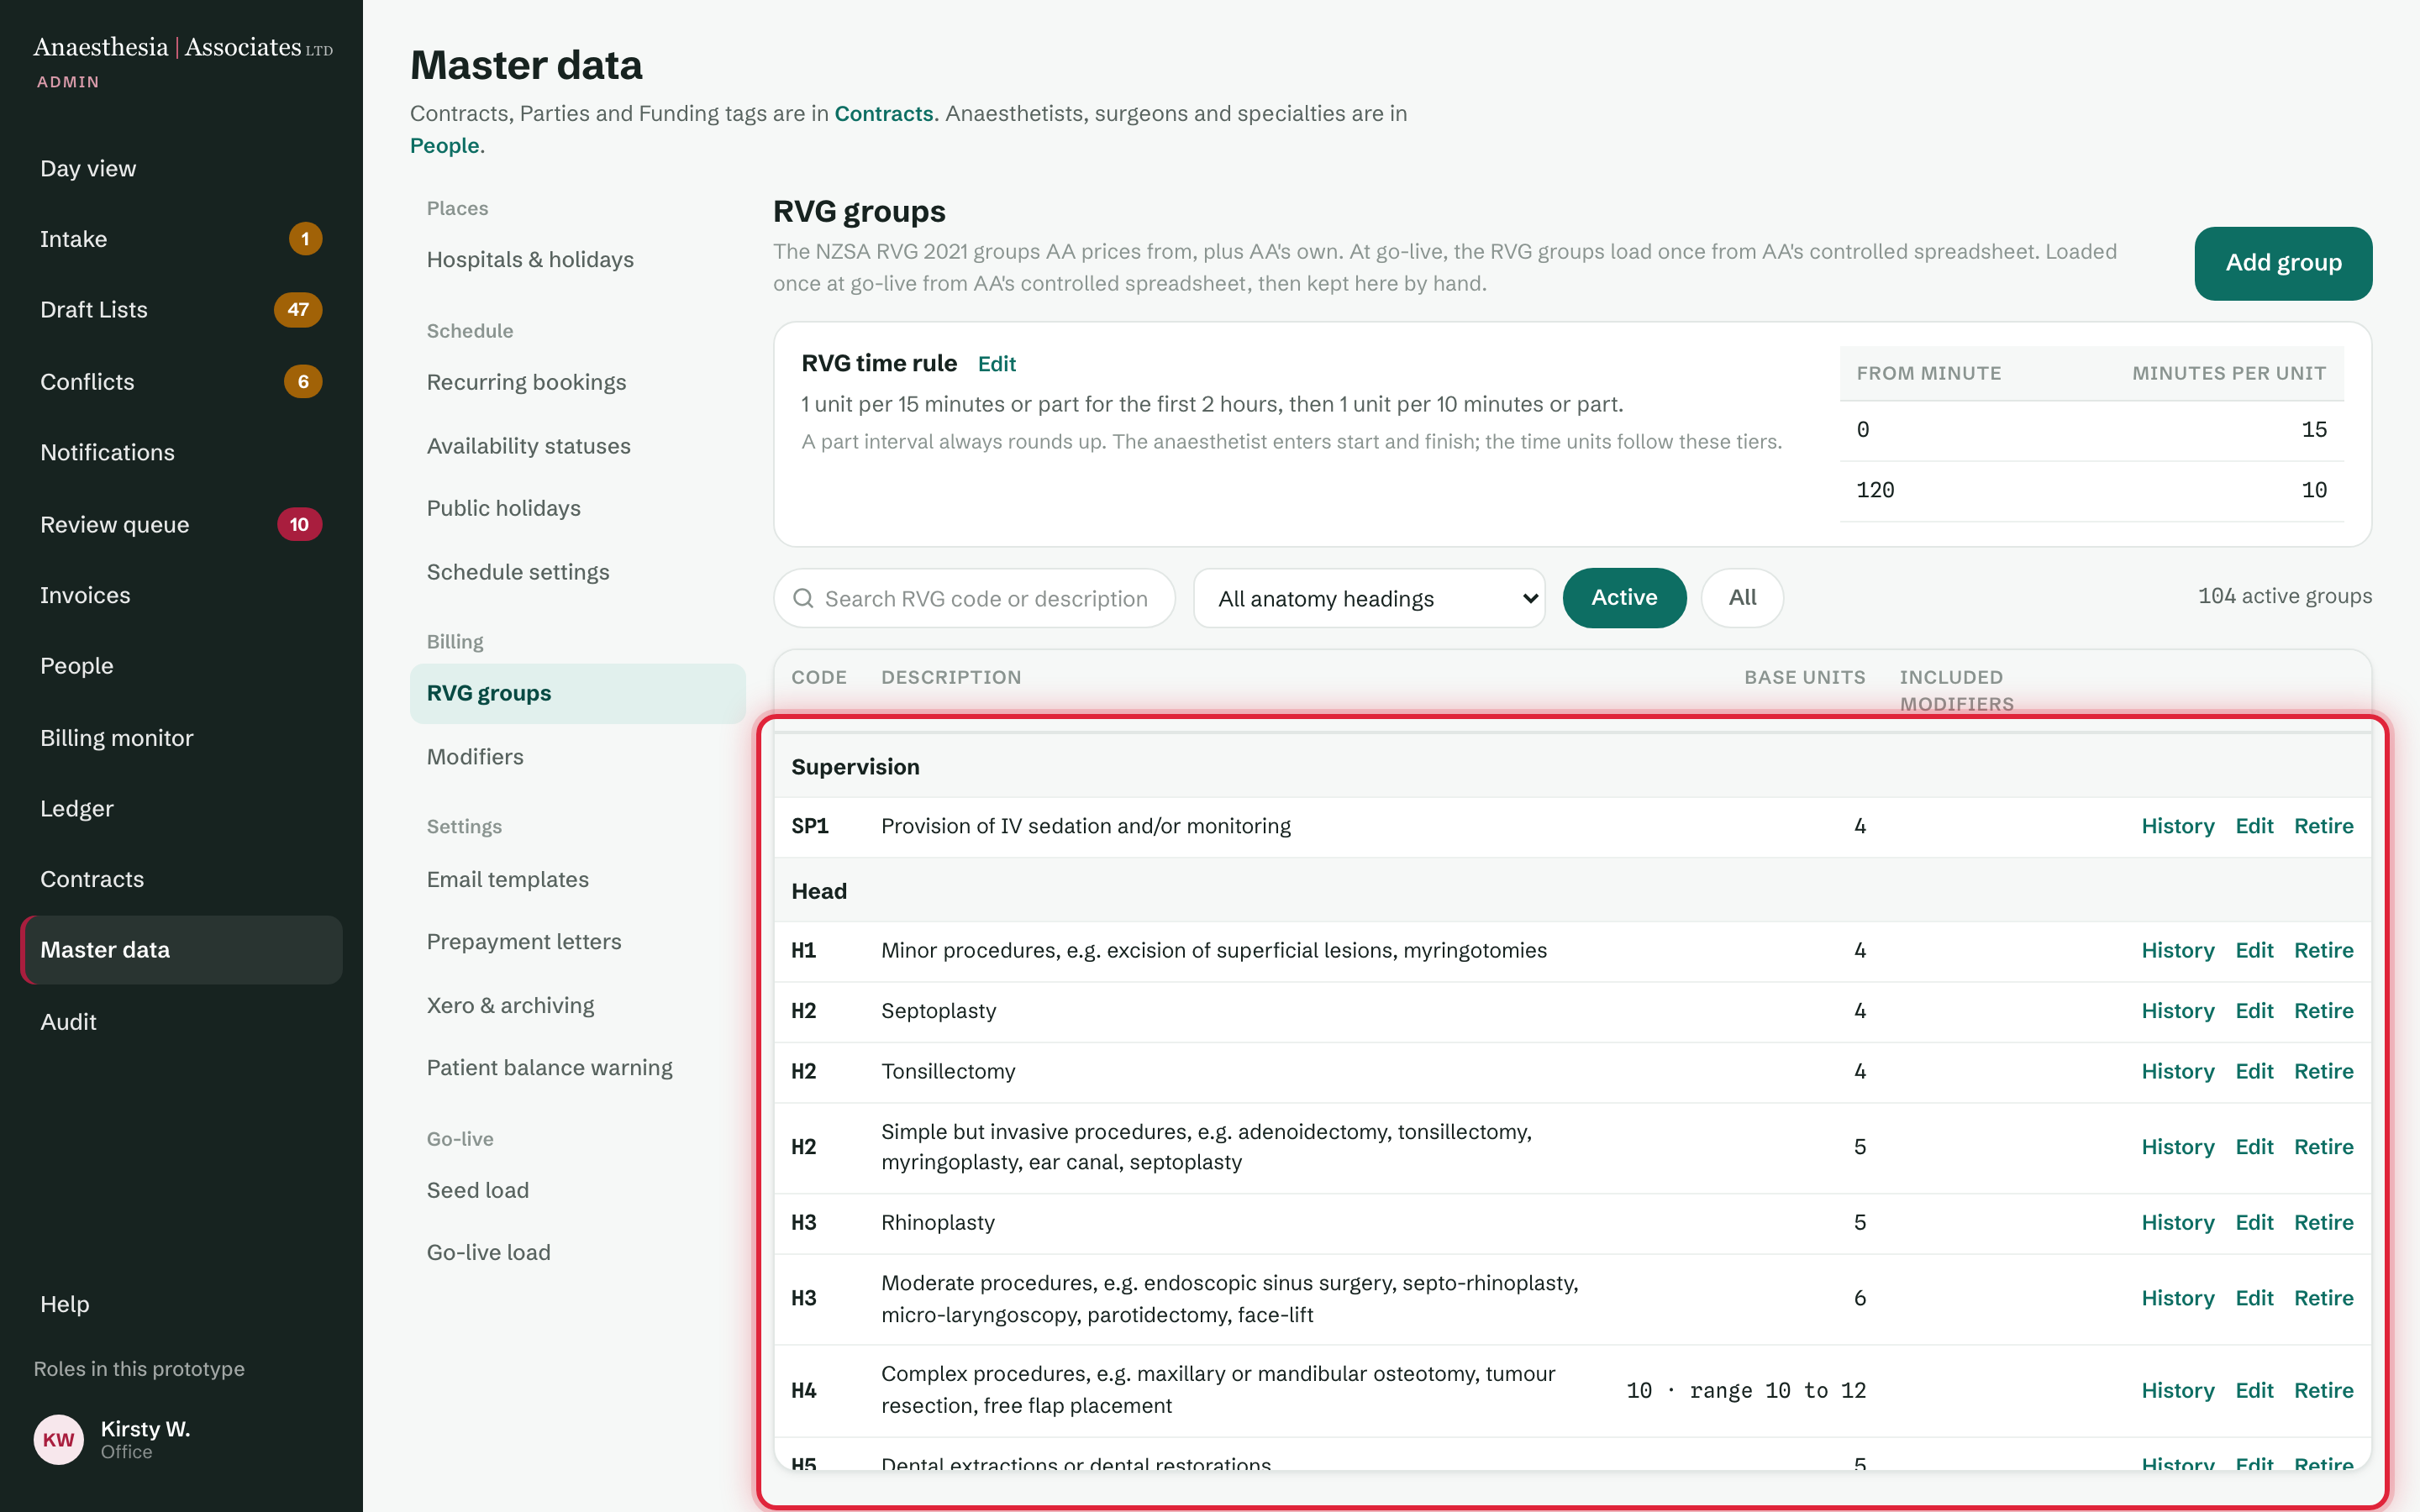 Anaesthesia | Associates LTD
ADMIN
Day view
Intake 1
Draft Lists 47
Conflicts 6
Notifications
Review queue 10
Invoices
People
Billing monitor
Ledger
Contracts
Master data
Audit
Help
Roles in this prototype
KW
Kirsty W.
Office
Master data
Contracts, Parties and Funding tags are in Contracts. Anaesthetists, surgeons and specialties are in
People.
Places
Hospitals & holidays
Schedule
Recurring bookings
Availability statuses
Public holidays
Schedule settings
Billing
RVG groups
Modifiers
Settings
Email templates
Prepayment letters
Xero & archiving
Patient balance warning
Go-live
Seed load
Go-live load
RVG groups
The NZSA RVG 2021 groups AA prices from, plus AA's own. At go-live, the RVG groups load once from AA's controlled spreadsheet. Loaded
once at go-live from AA's controlled spreadsheet, then kept here by hand.
Add group
RVG time rule Edit
1 unit per 15 minutes or part for the first 2 hours, then 1 unit per 10 minutes or part.
A part interval always rounds up. The anaesthetist enters start and finish; the time units follow these tiers.
FROM MINUTE MINUTES PER UNIT
0 15
120 10
Search RVG code or description
All anatomy headings
Active
All
104 active groups
CODE DESCRIPTION BASE UNITS INCLUDED
MODIFIERS
Supervision
SP1 Provision of IV sedation and/or monitoring 4 History Edit Retire
Head
H1 Minor procedures, e.g. excision of superficial lesions, myringotomies 4 History Edit Retire
H2 Septoplasty 4 History Edit Retire
H2 Tonsillectomy 4 History Edit Retire
H2 Simple but invasive procedures, e.g. adenoidectomy, tonsillectomy,
myringoplasty, ear canal, septoplasty 5 History Edit Retire
H3 Rhinoplasty 5 History Edit Retire
H3 Moderate procedures, e.g. endoscopic sinus surgery, septo-rhinoplasty,
micro-laryngoscopy, parotidectomy, face-lift 6 History Edit Retire
H4 Complex procedures, e.g. maxillary or mandibular osteotomy, tumour
resection, free flap placement 10 · range 10 to 12 History Edit Retire
H5 Dental extractions or dental restorations 5 History Edit Retire